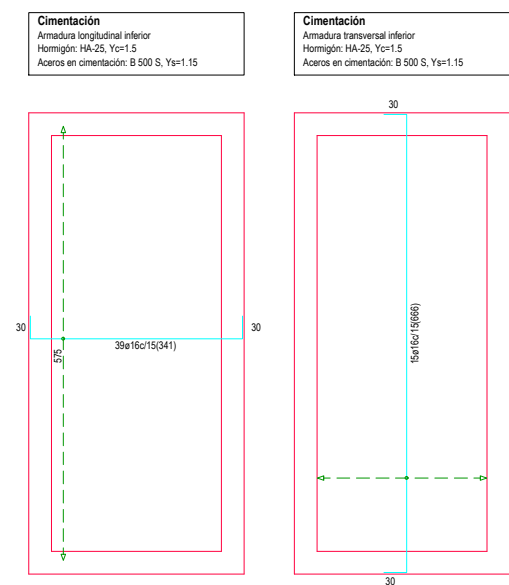 Cimentación
Armadura longitudinal inferior
Hormigón: HA-25, Yc=1.5
Aceros en cimentación: B 500 S, Ys=1.15
30
30
39ø16c/15(341)
575
Cimentación
Armadura transversal inferior
Hormigón: HA-25, Yc=1.5
Aceros en cimentación: B 500 S, Ys=1.15
30
15ø16c/15(666)
30